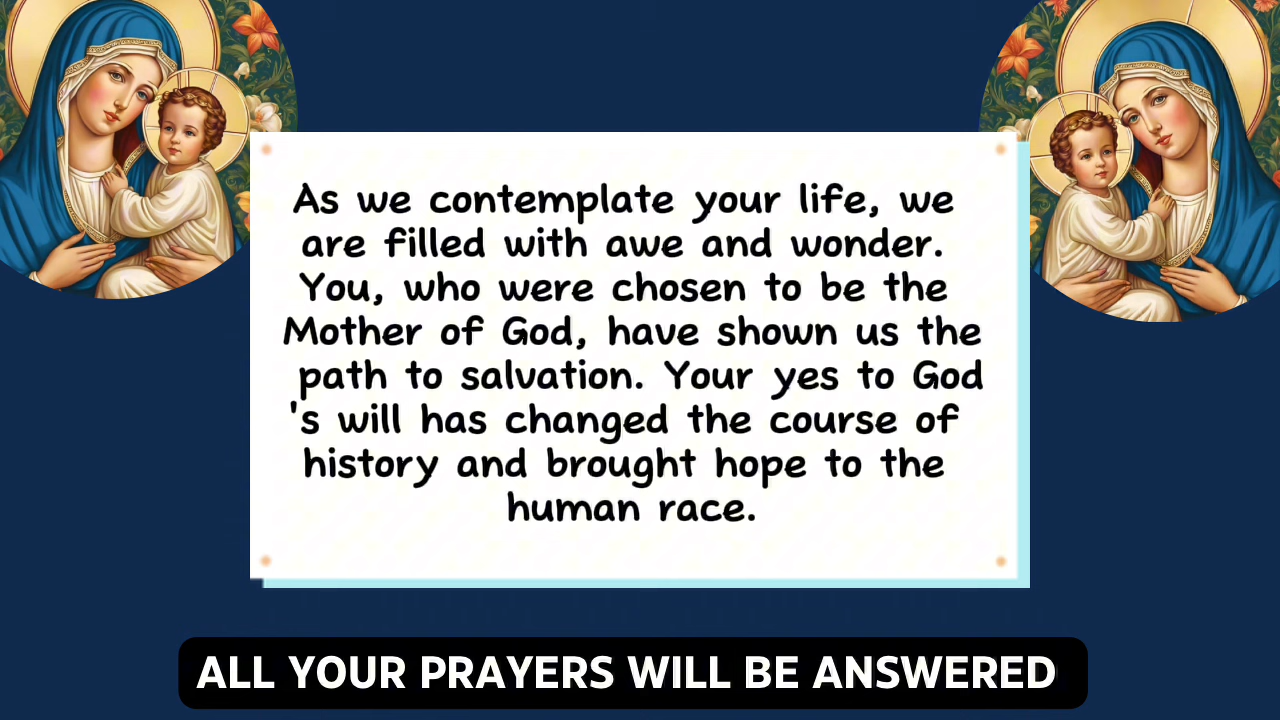 As we contemplate your life, we
are filled with awe and wonder.
You, who were chosen to be the
Mother of God, have shown us the
path to salvation. Your yes to God
's will has changed the course of
history and brought hope to the
human race.
ALL YOUR PRAYERS WILL BE ANSWERED